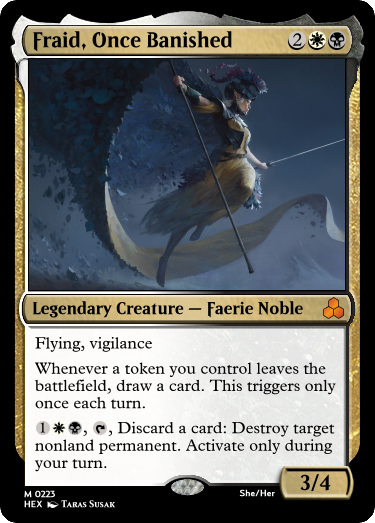 Fraid, Once Banished 2
Legendary Creature — Faerie Noble
Flying, vigilance
Whenever a token you control leaves the
battlefield, draw a card. This triggers only
once each turn.
1, , Discard a card: Destroy target
nonland permanent. Activate only during
your turn.
3/4
M 0223
HEX Taras Susak
She/Her